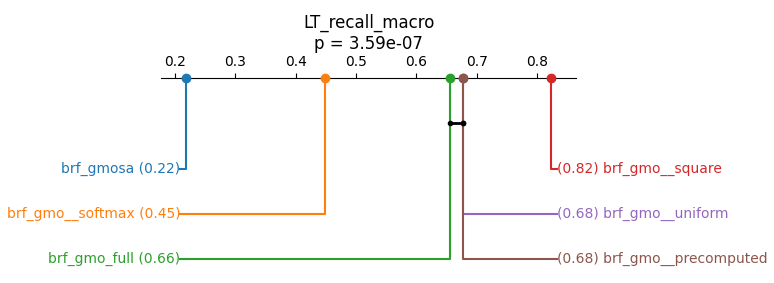 LT_recall_macro
p = 3.59e-07
0.2 0.3 0.4 0.5 0.6 0.7 0.8
brf_gmosa (0.22) (0.82) brf_gmo__square
brf_gmo__softmax (0.45) (0.68) brf_gmo__uniform
brf_gmo_full (0.66) (0.68) brf_gmo__precomputed